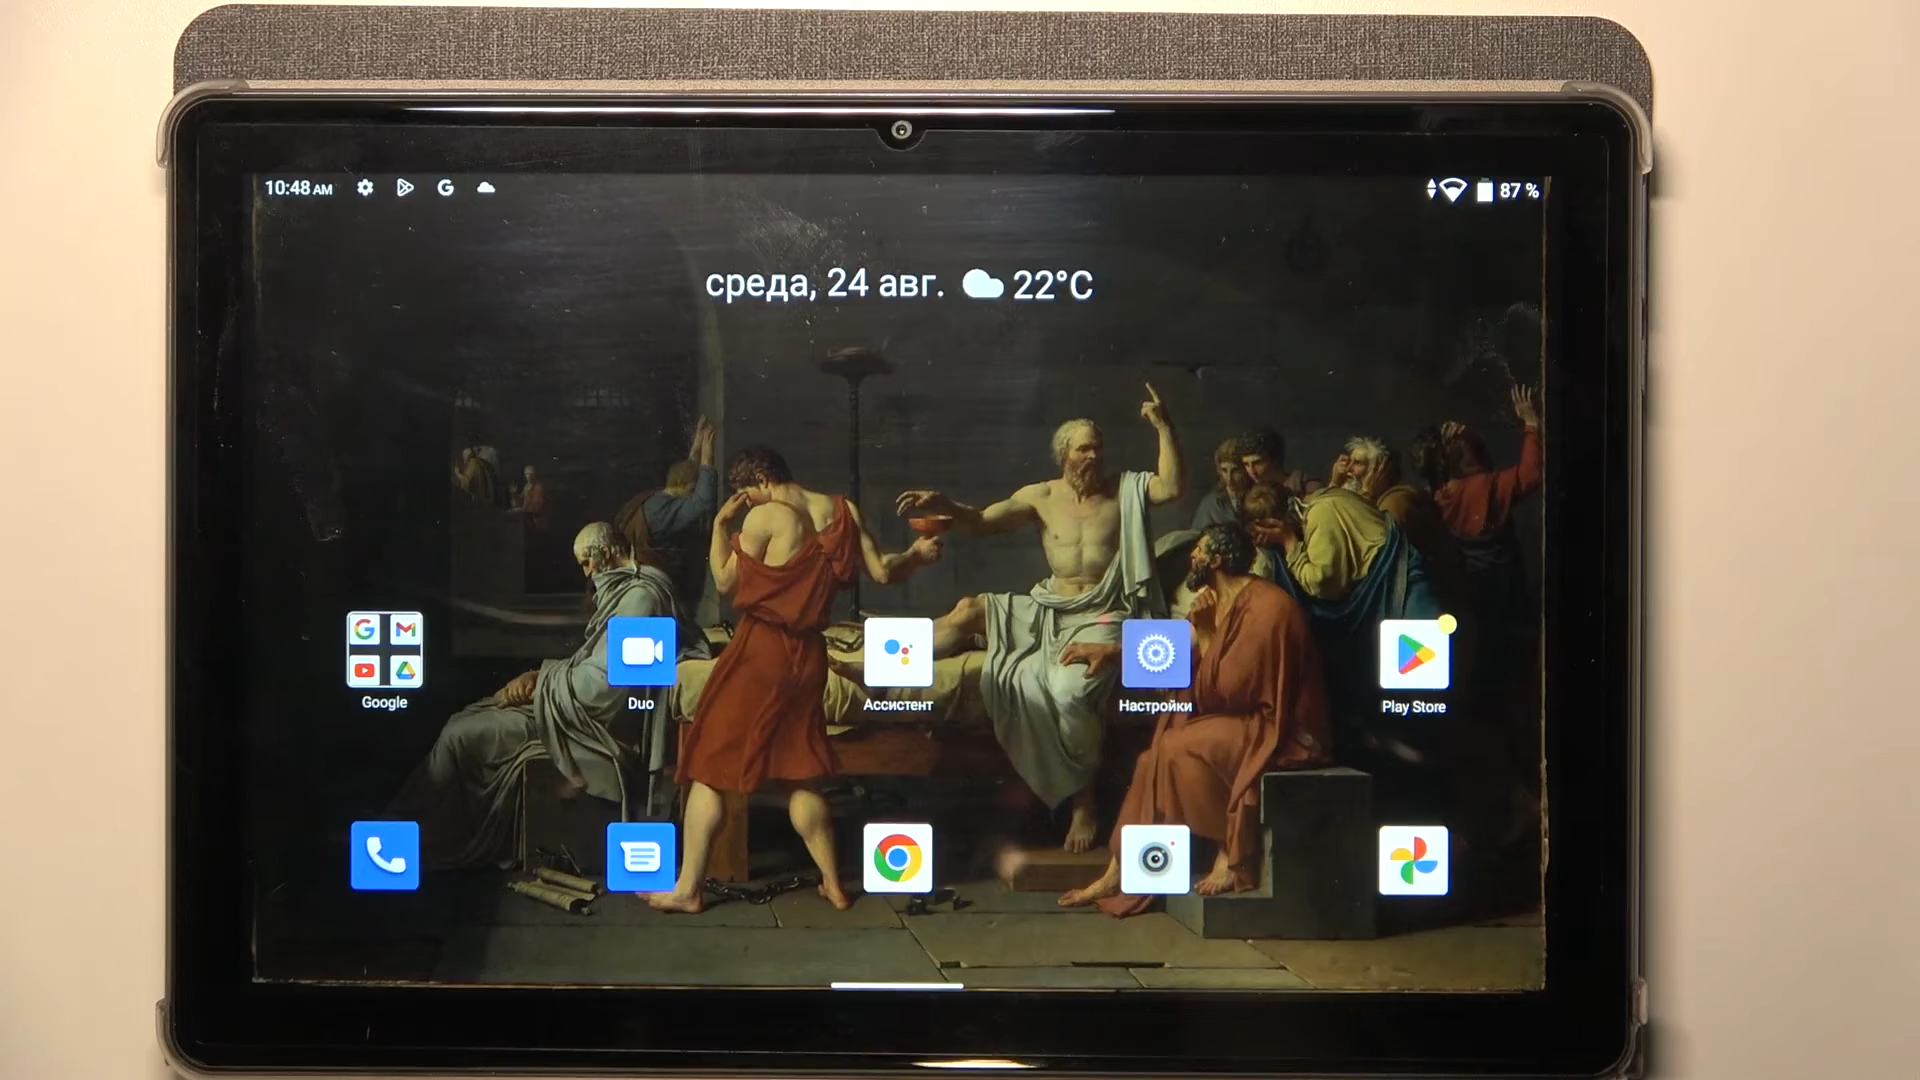 10:48 AM
87 %
среда, 24 авг. 22°C
Google
Duo
Ассистент
Настройки
Play Store